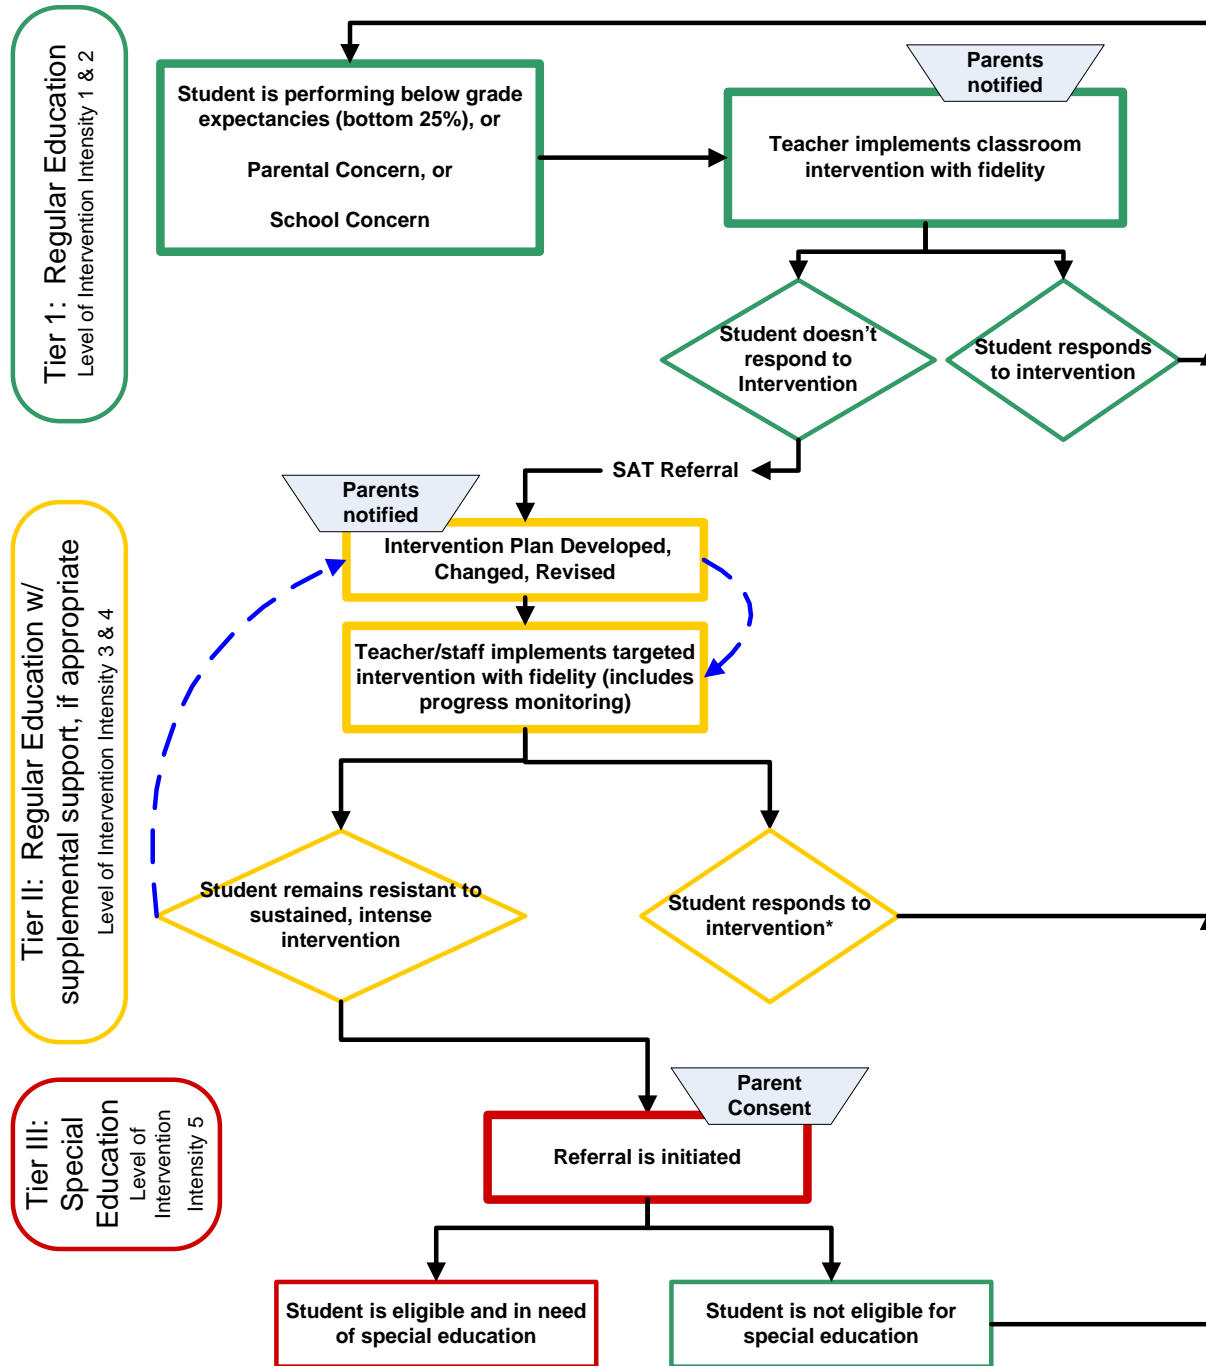 Tier 1:  Regular Education
Level of Intervention Intensity 1 & 2
Student is performing below grade
expectancies (bottom 25%), or
Parental Concern, or
School Concern
Parents
notified
Teacher implements classroom
intervention with fidelity
Student doesn't
respond to
Intervention
Student responds
to intervention
SAT Referral
Tier II:  Regular Education w/
supplemental support, if appropriate
Level of Intervention Intensity 3 & 4
Parents
notified
Intervention Plan Developed,
Changed, Revised
Teacher/staff implements targeted
intervention with fidelity (includes
progress monitoring)
Student remains resistant to
sustained, intense
intervention
Student responds to
intervention*
Tier III:
Special
Education
Level of
Intervention
Intensity 5
Parent
Consent
Referral is initiated
Student is eligible and in need
of special education
Student is not eligible for
special education